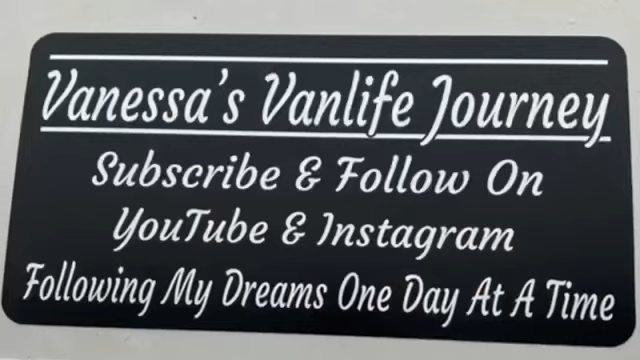 Vanessa's Vanlife Journey
Subscribe & Follow On
YouTube & Instagram
Following My Dreams One Day At A Time